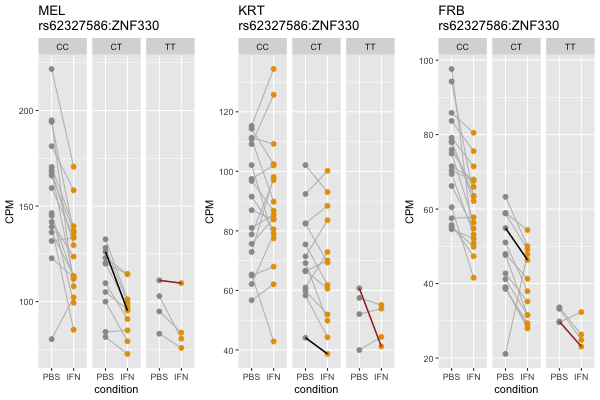 MEL
rs62327586:ZNF330
CC CT TT
CPM
200
150
100
PBS IFN PBS IFN PBS IFN
condition
KRT
rs62327586:ZNF330
CC CT TT
CPM
120
100
80
60
40
PBS IFN PBS IFN PBS IFN
condition
FRB
rs62327586:ZNF330
CC CT TT
CPM
100
80
60
40
20
PBS IFN PBS IFN PBS IFN
condition